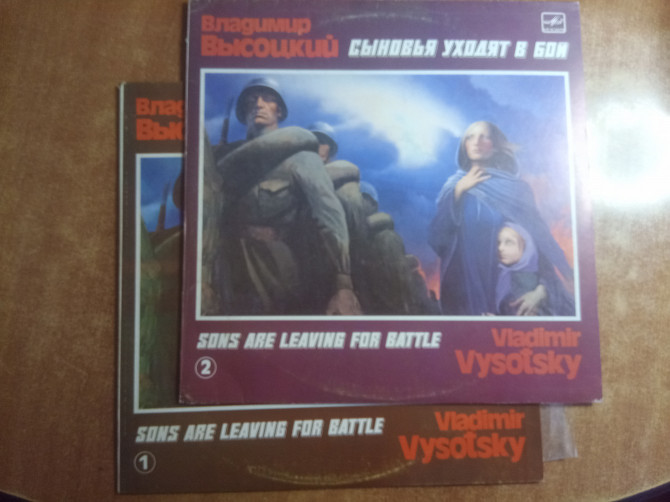 Владимир
Высоцкий СЫНОВЬЯ УХОДЯТ В БОЙ
SONS ARE LEAVING FOR BATTLE
Vladimir
Vysotsky
2
SONS ARE LEAVING FOR BATTLE
Vladimir
Vysotsky
1